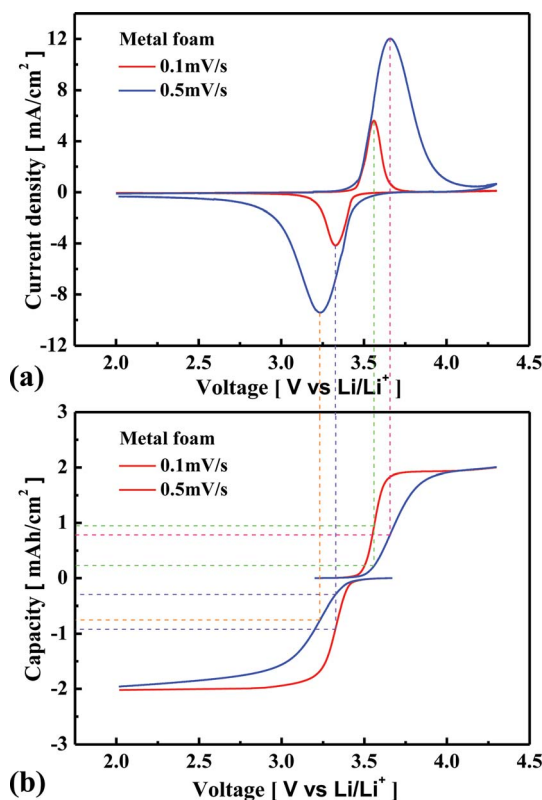 Metal foam
0.1mV/s
0.5mV/s
Current density [ mA/cm² ]
12
8
4
0
-4
-8
-12
2.0 2.5 3.0 3.5 4.0 4.5
(a)
Voltage [ V vs Li/Li⁺ ]
Metal foam
0.1mV/s
0.5mV/s
Capacity [ mAh/cm² ]
3
2
1
0
-1
-2
-3
2.0 2.5 3.0 3.5 4.0 4.5
(b)
Voltage [ V vs Li/Li⁺ ]